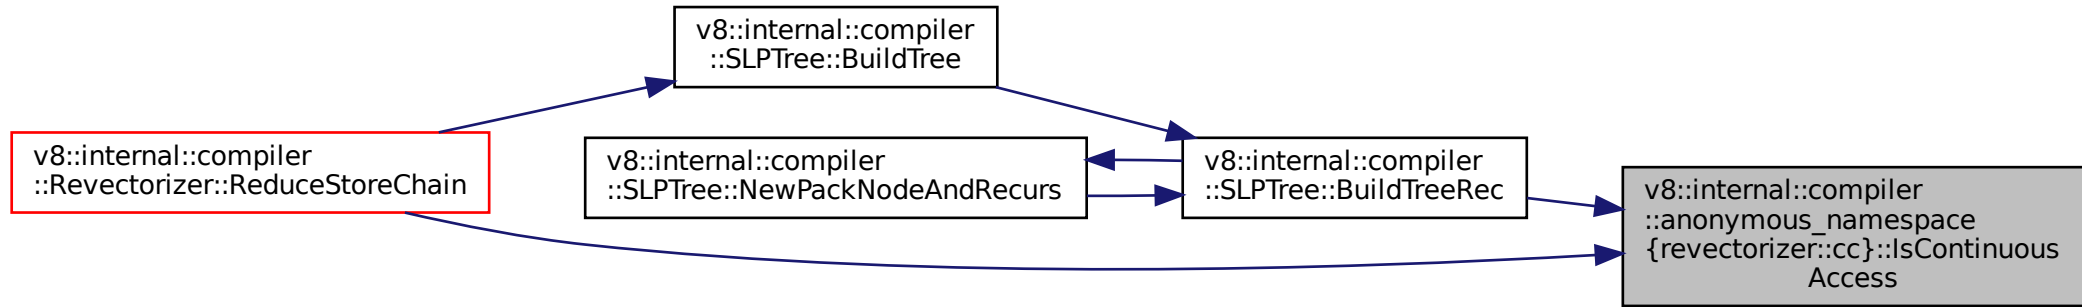 v8::internal::compiler
::SLPTree::BuildTree
v8::internal::compiler
::Revectorizer::ReduceStoreChain
v8::internal::compiler
::SLPTree::NewPackNodeAndRecurs
v8::internal::compiler
::SLPTree::BuildTreeRec
v8::internal::compiler
::anonymous_namespace
{revectorizer::cc}::IsContinuous
Access